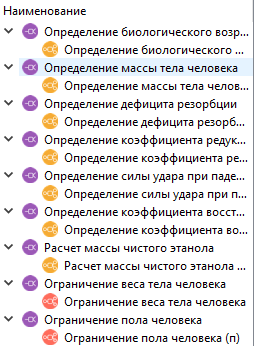 Наименование
Определение биологического возр...
Определение биологического ...
Определение массы тела человека
Определение массы тела челов...
Определение дефицита резорбции
Определение дефицита резорб...
Определение коэффициента редук...
Определение коэффициента ре...
Определение силы удара при паде...
Определение силы удара при п...
Определение коэффициента восст...
Определение коэффициента во...
Расчет массы чистого этанола
Расчет массы чистого этанола ...
Ограничение веса тела человека
Ограничение веса тела человека
Ограничение пола человека
Ограничение пола человека (п)